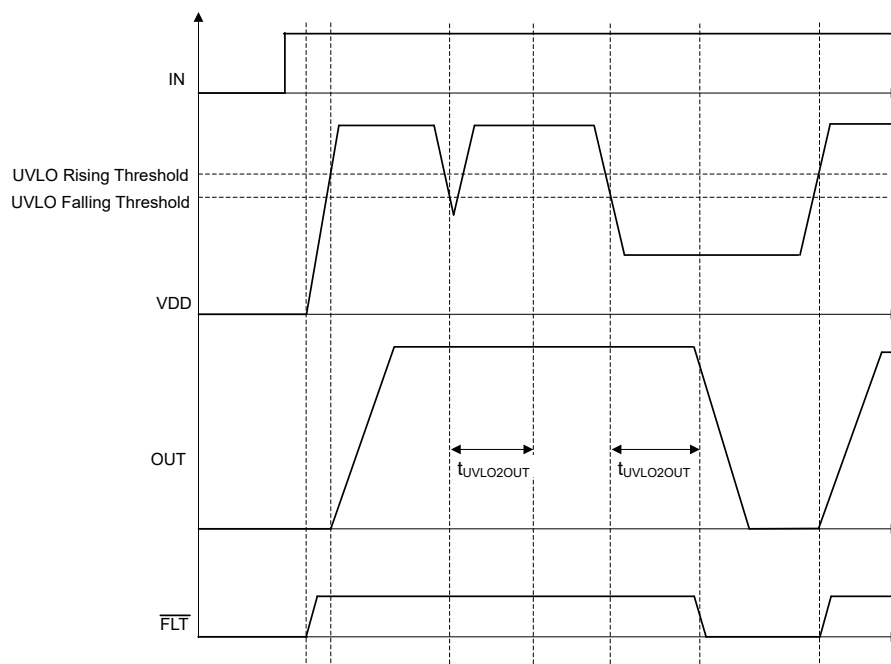 IN
UVLO Rising Threshold
UVLO Falling Threshold
VDD
OUT
tUVLO2OUT
tUVLO2OUT
FLT